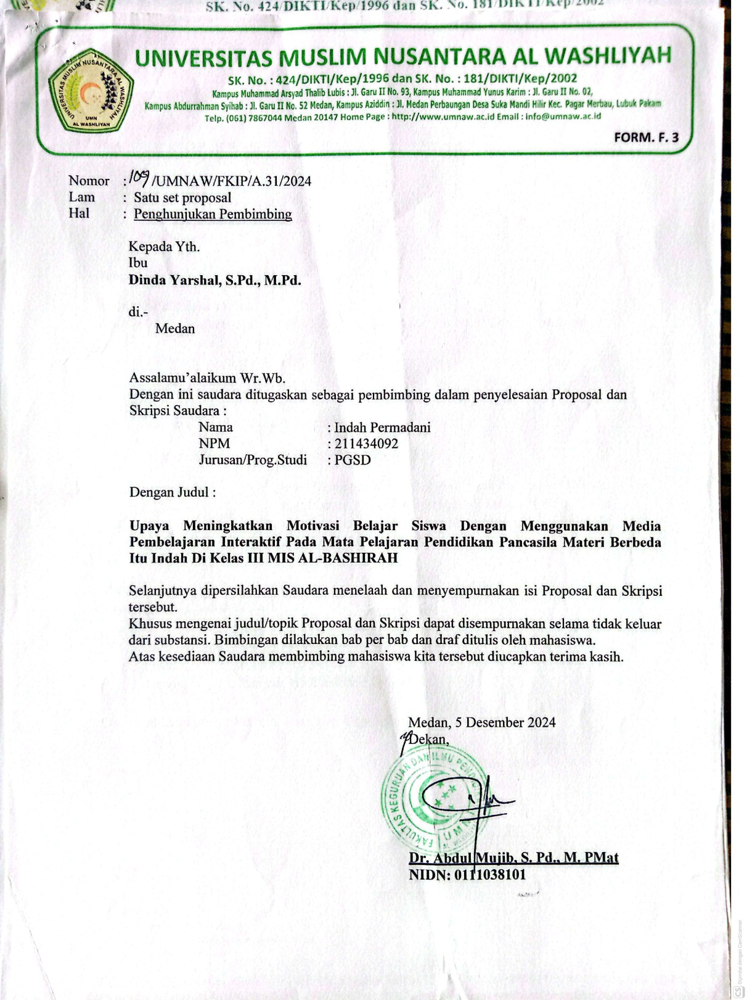 SK. No. 424/DIKTI/Kep/1996 dan SK. No. 181/DIKTI/Kep/2002
UNIVERSITAS MUSLIM NUSANTARA AL WASHLIYAH
SK. No. : 424/DIKTI/Kep/1996 dan SK. No. : 181/DIKTI/Kep/2002
Kampus Muhammad Arsyad Thalib Lubis : Jl. Garu II No. 93, Kampus Muhammad Yunus Karim : Jl. Garu II No. 02,
Kampus Abdurrahman Syihab : Jl. Garu II No. 52 Medan, Kampus Aziddin : Jl. Medan Perbaungan Desa Suka Mandi Hilir Kec. Pagar Merbau, Lubuk Pakam
Telp. (061) 7867044 Medan 20147 Home Page : http://www.umnaw.ac.id Email : info@umnaw.ac.id
UNIVERSITAS MUSLIM NUSANTARA AL WASHLIYAH
UMN
AL WASHLIYAH
FORM. F. 3
Nomor : 109/UMNAW/FKIP/A.31/2024
Lam : Satu set proposal
Hal : Penghunjukan Pembimbing
Kepada Yth.
Ibu
Dinda Yarshal, S.Pd., M.Pd.
di.-
Medan
Assalamu’alaikum Wr.Wb.
Dengan ini saudara ditugaskan sebagai pembimbing dalam penyelesaian Proposal dan
Skripsi Saudara :
Nama : Indah Permadani
NPM : 211434092
Jurusan/Prog.Studi : PGSD
Dengan Judul :
Upaya Meningkatkan Motivasi Belajar Siswa Dengan Menggunakan Media
Pembelajaran Interaktif Pada Mata Pelajaran Pendidikan Pancasila Materi Berbeda
Itu Indah Di Kelas III MIS AL-BASHIRAH
Selanjutnya dipersilahkan Saudara menelaah dan menyempurnakan isi Proposal dan Skripsi
tersebut.
Khusus mengenai judul/topik Proposal dan Skripsi dapat disempurnakan selama tidak keluar
dari substansi. Bimbingan dilakukan bab per bab dan draf ditulis oleh mahasiswa.
Atas kesediaan Saudara membimbing mahasiswa kita tersebut diucapkan terima kasih.
Medan, 5 Desember 2024
Dekan,
FAKULTAS KEGURUAN DAN ILMU
UMN
Dr. Abdul Mujib, S. Pd., M. PMat
NIDN: 0111038101
CS Dipindai dengan CamScanner